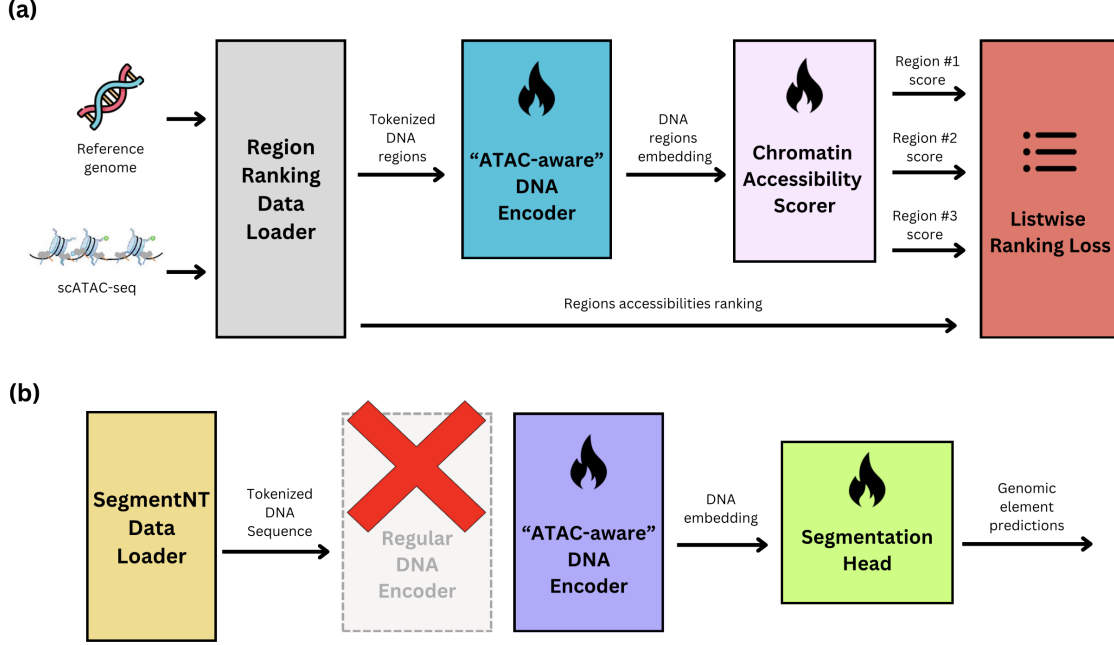 (a)
Reference
genome
scATAC-seq
Region
Ranking
Data
Loader
Tokenized
DNA
regions
“ATAC-aware”
DNA
Encoder
DNA
regions
embedding
Chromatin
Accessibility
Scorer
Region #1
score
Region #2
score
Region #3
score
Listwise
Ranking Loss
Regions accessibilities ranking
(b)
SegmentNT
Data
Loader
Tokenized
DNA
Sequence
Regular
DNA
Encoder
“ATAC-aware”
DNA
Encoder
DNA
embedding
Segmentation
Head
Genomic
element
predictions